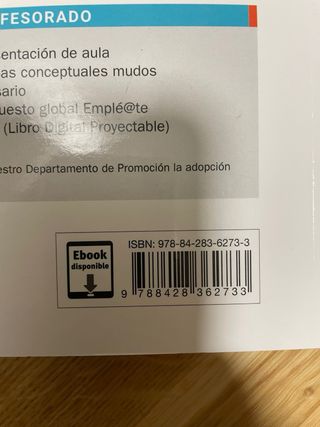 FESORADO
entación de aula
as conceptuales mudos
sario
uesto global Emplé@te
(Libro Digital Proyectable)
estro Departamento de Promoción la adopción
ISBN: 978-84-283-6273-3
Ebook
disponible
9 788428 362733